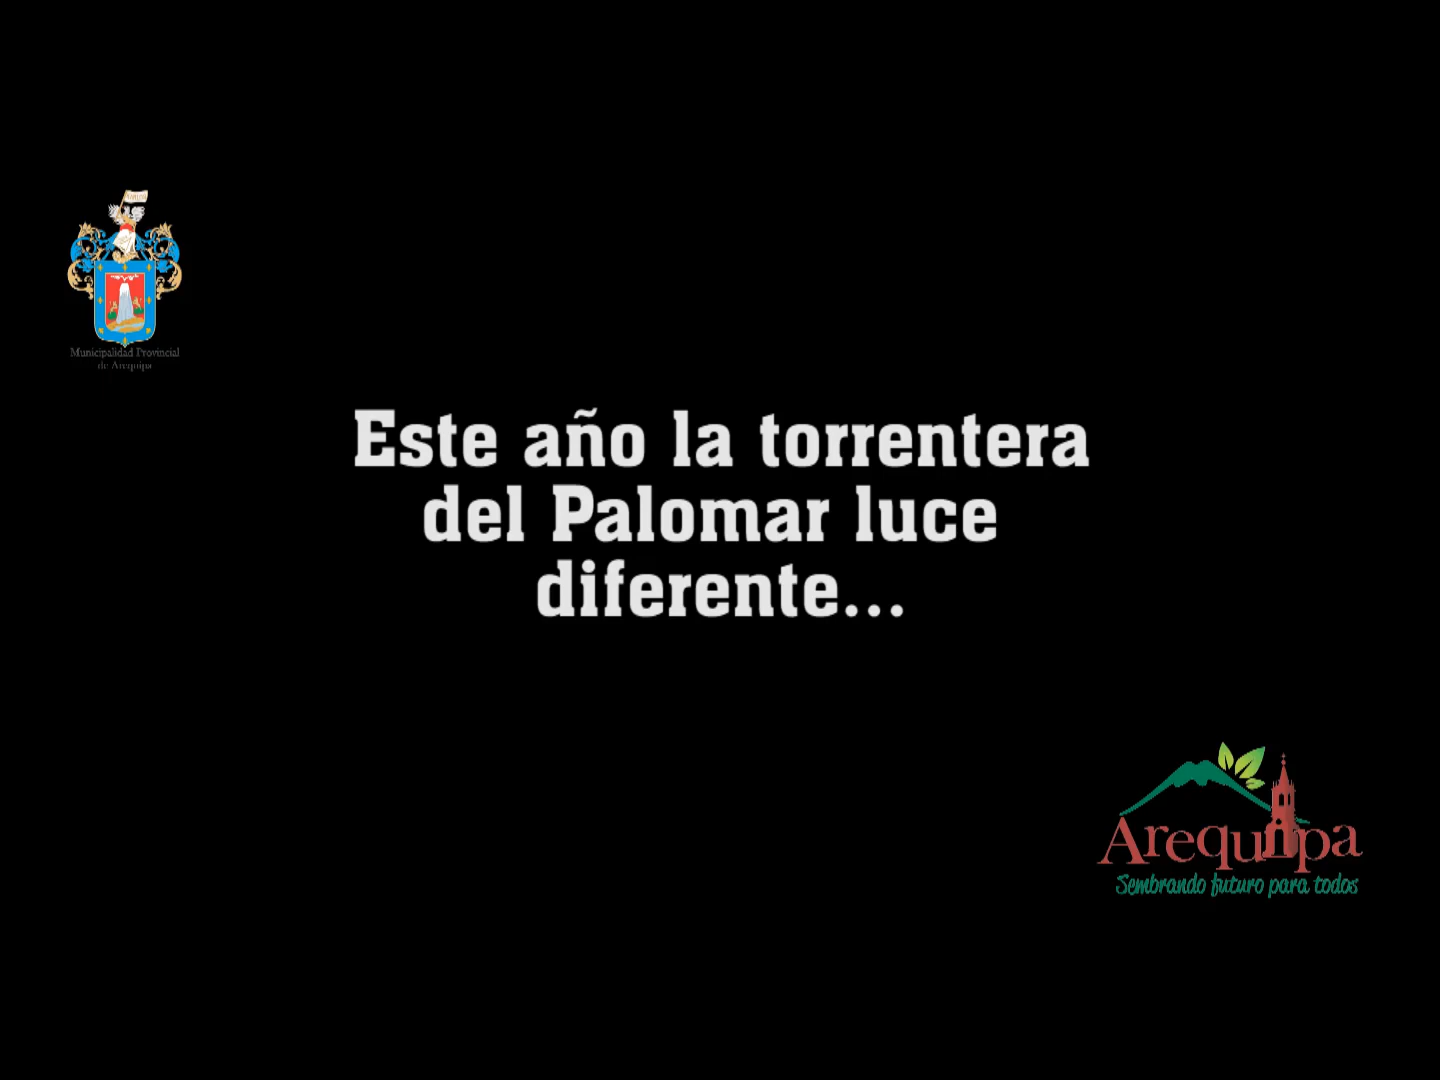 Municipalidad Provincial
de Arequipa
Este año la torrentera
del Palomar luce
diferente...
Arequipa
Sembrando futuro para todos